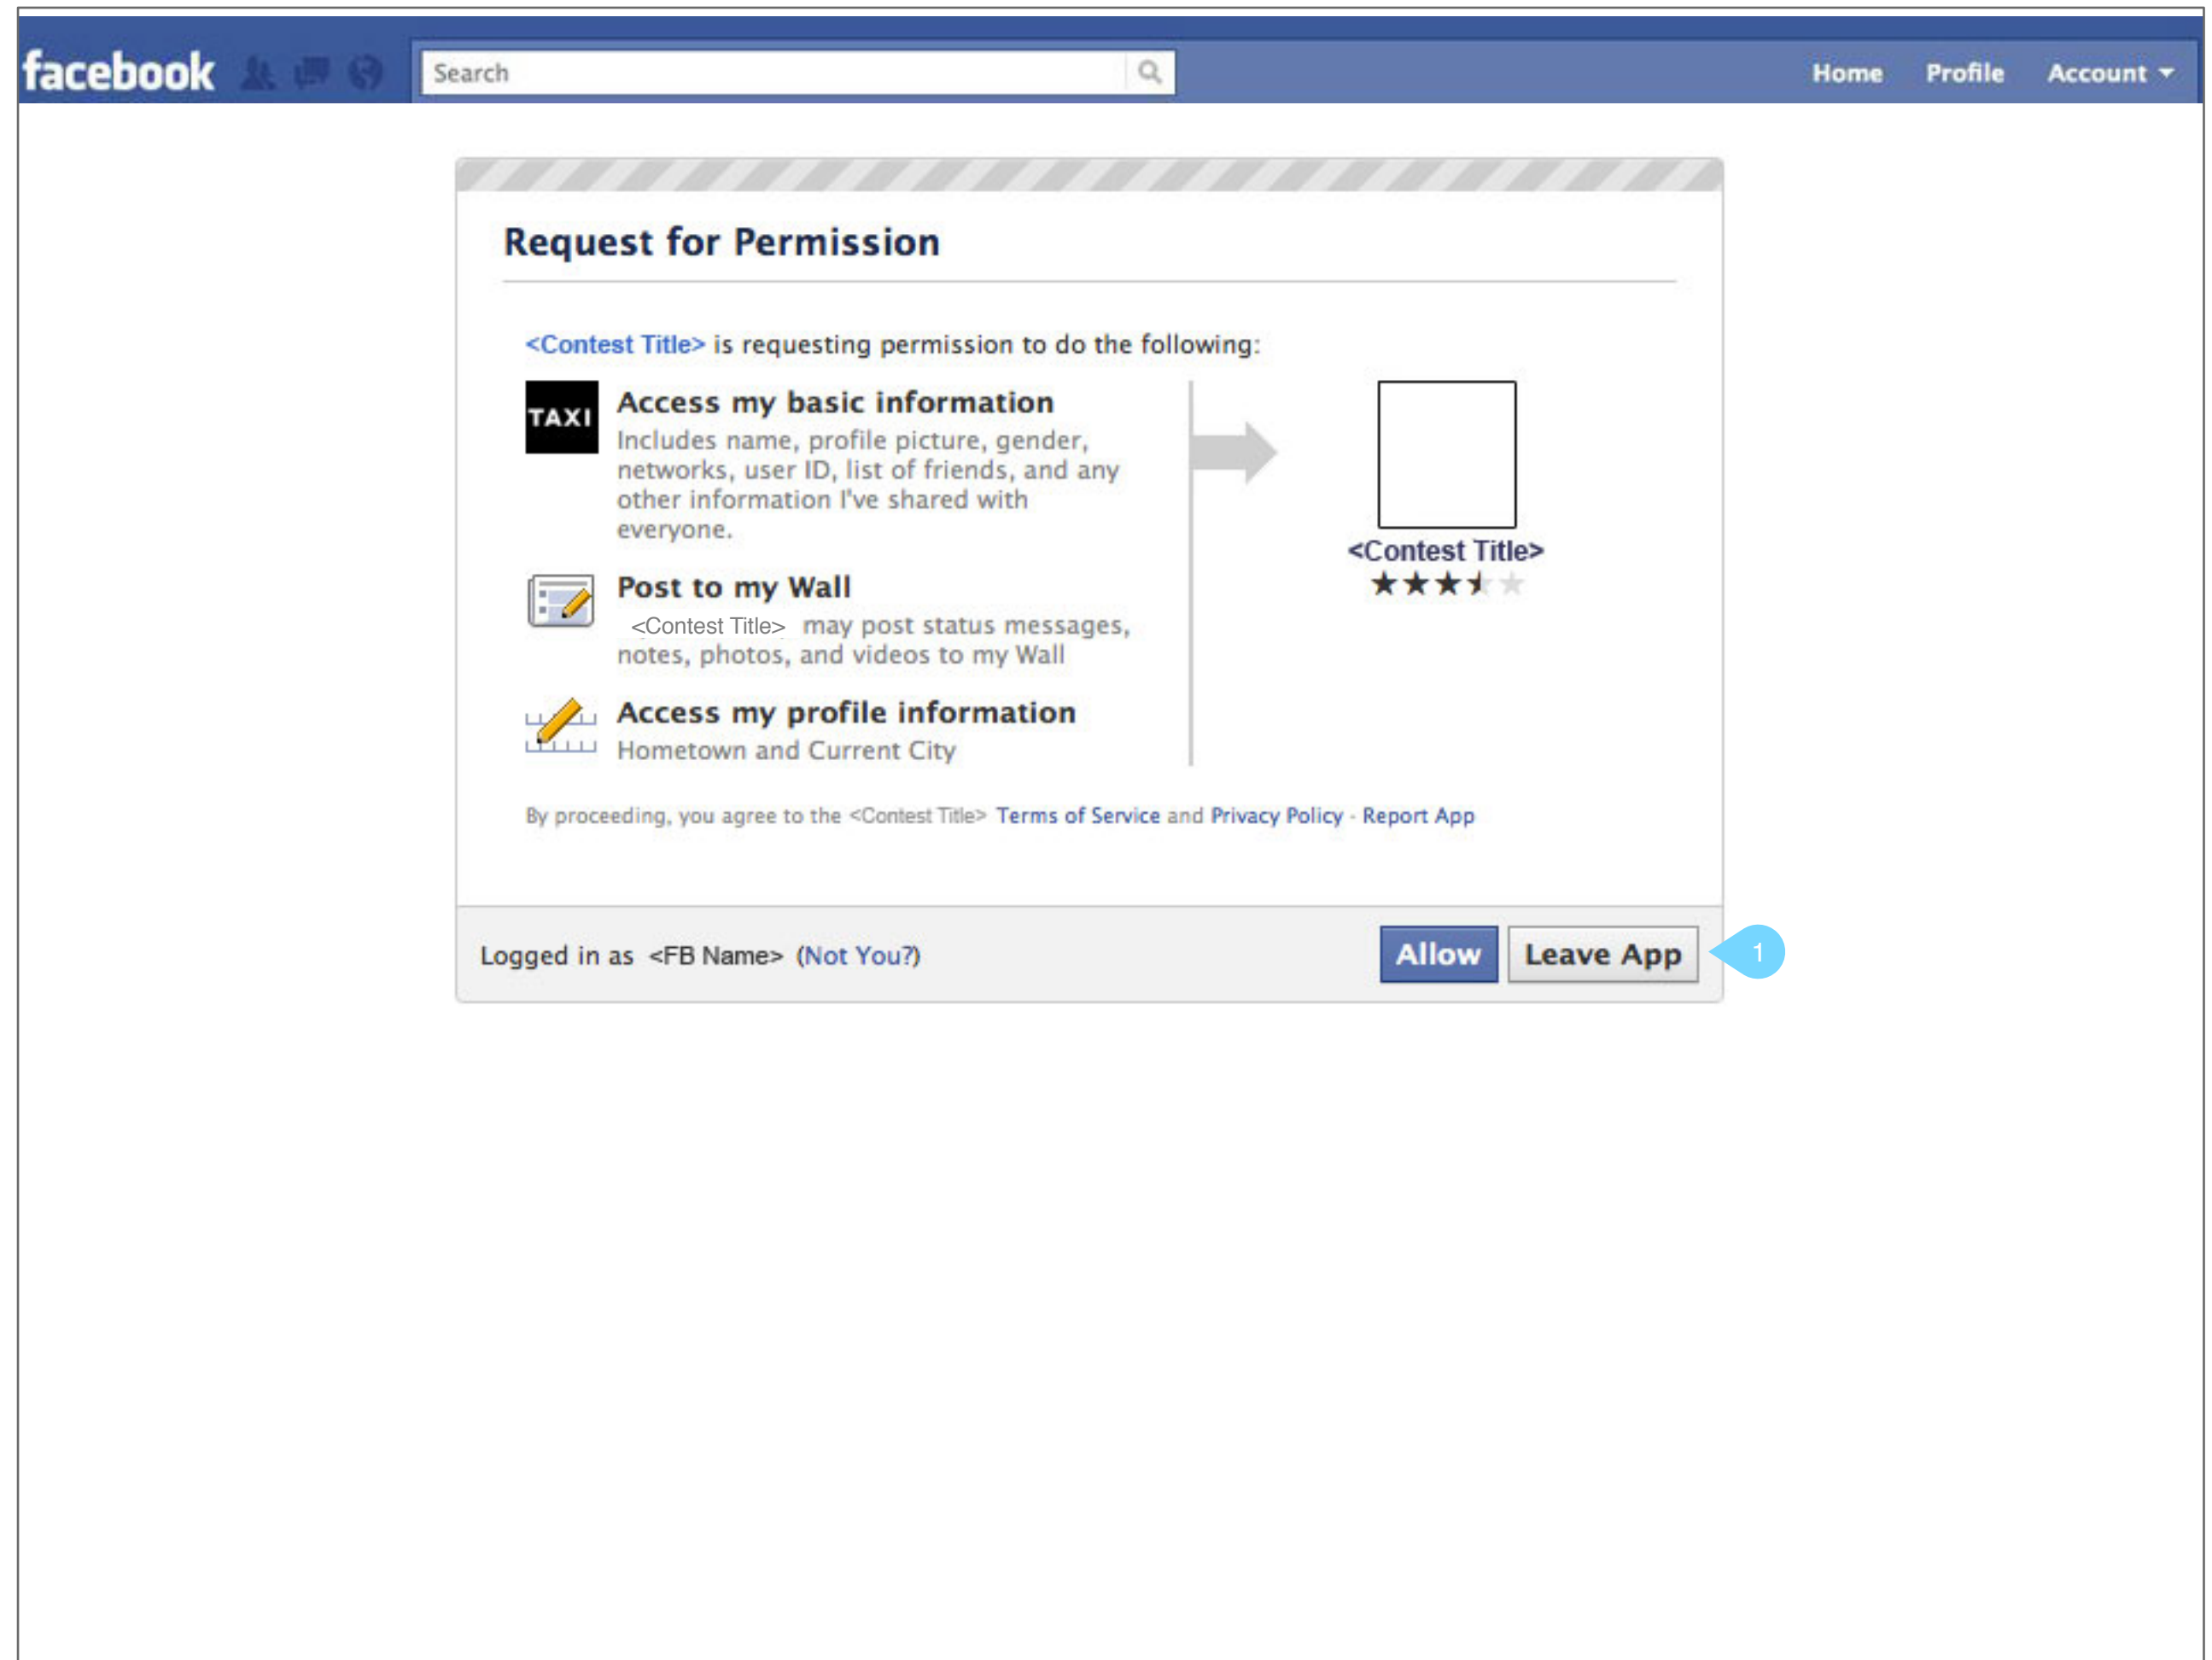 facebook
Search
Home Profile Account
Request for Permission
<Contest Title> is requesting permission to do the following:
TAXI
Access my basic information
Includes name, profile picture, gender,
networks, user ID, list of friends, and any
other information I've shared with
everyone.
<Contest Title>
Post to my Wall
<Contest Title> may post status messages,
notes, photos, and videos to my Wall
Access my profile information
Hometown and Current City
By proceeding, you agree to the <Contest Title> Terms of Service and Privacy Policy - Report App
Logged in as <FB Name> (Not You?)
Allow
Leave App
1